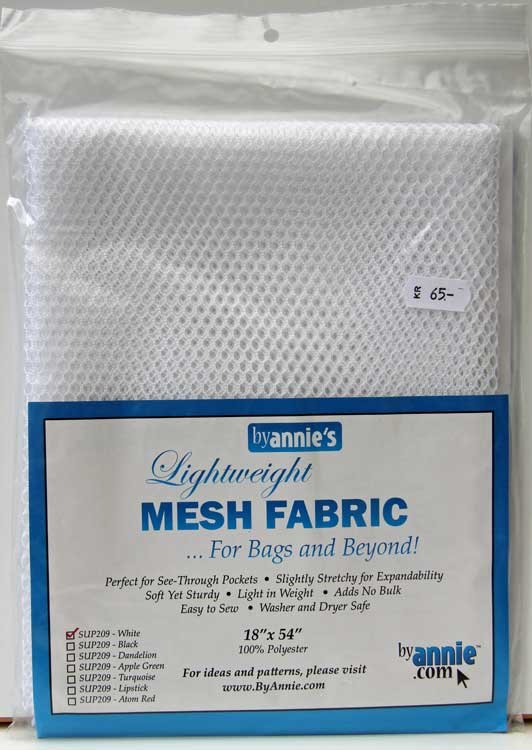 KR 65.-
byannie's
Lightweight
MESH FABRIC
... For Bags and Beyond!
Perfect for See-Through Pockets • Slightly Stretchy for Expandability
Soft Yet Sturdy • Light in Weight • Adds No Bulk
Easy to Sew • Washer and Dryer Safe
SUP209 - White
SUP209 - Black
SUP209 - Dandelion
SUP209 - Apple Green
SUP209 - Turquoise
SUP209 - Lipstick
SUP209 - Atom Red
18"x 54"
100% Polyester
For ideas and patterns, please visit
www.ByAnnie.com
by annie™
.com